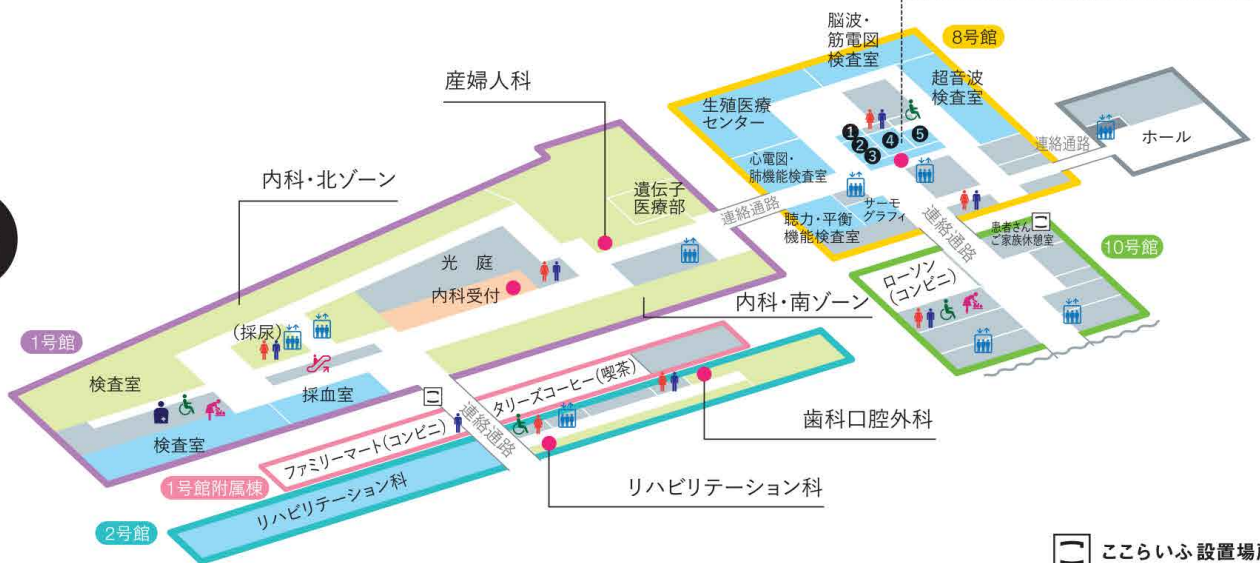 脳波・
筋電図
検査室
8号館
産婦人科
超音波
検査室
生殖医療
センター
1
2
3
4
5
連絡通路
ホール
心電図・
肺機能検査室
内科・北ゾーン
遺伝子
医療部
連絡通路
聴力・平衡
機能検査室
サーモ
グラフィ
連絡通路
患者さん
ご家族休憩室
10号館
光庭
内科受付
内科・南ゾーン
ローソン
(コンビニ)
1号館
(採尿)
検査室
採血室
検査室
タリーズコーヒー(喫茶)
連絡通路
ファミリーマート(コンビニ)
歯科口腔外科
1号館附属棟
リハビリテーション科
リハビリテーション科
2号館
ここらいふ設置場